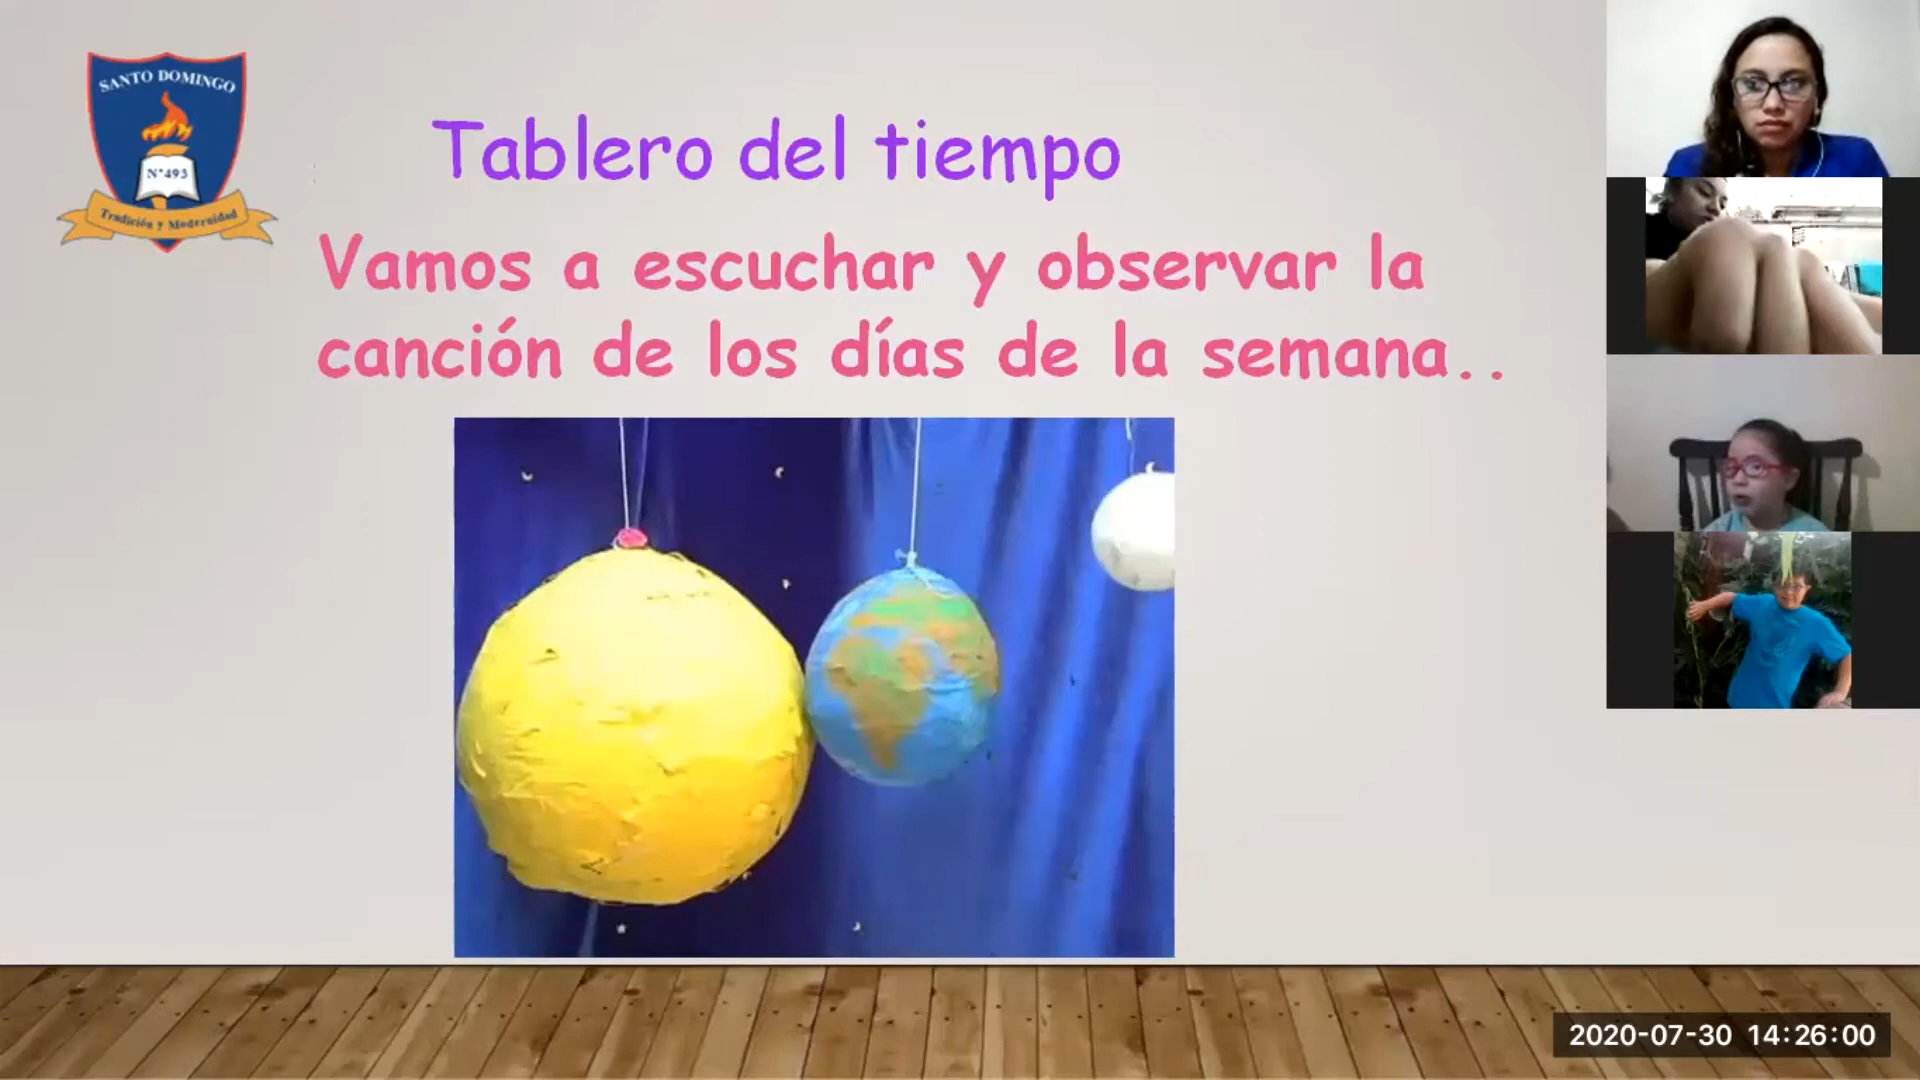 SANTO DOMINGO
N°493
Tradición y Modernidad
Tablero del tiempo
Vamos a escuchar y observar la
canción de los días de la semana..
2020-07-30 14:26:00